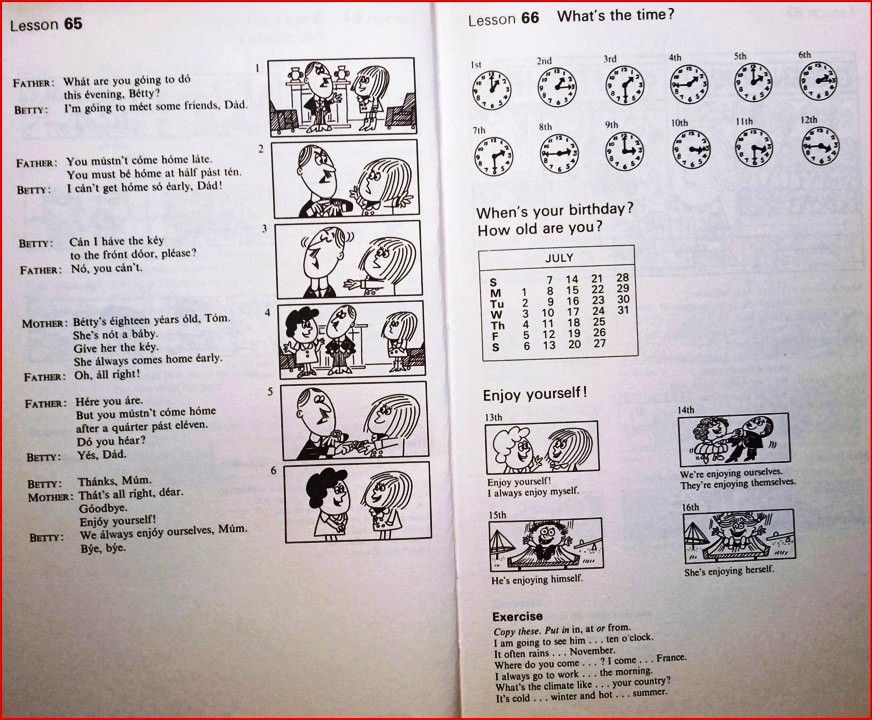 Lesson 65
1
FATHER: Whát are you góing to dó
this évening, Bétty?
BETTY: I'm góing to méet some friends, Dád.
2
FATHER: You mústn't cóme hóme láte.
You must bé hóme at hálf pást tén.
BETTY: I cán't get hóme só éarly, Dád!
3
BETTY: Cán I háve the kéy
to the frónt dóor, pléase?
FATHER: Nó, you cán't.
4
MOTHER: Bétty's éighteen yéars óld, Tóm.
She's nót a báby.
Give her the kéy.
She álways comes home éarly.
FATHER: Oh, áll ríght!
5
FATHER: Hére you áre.
But you mústn't cóme hóme
after a quárter pást eléven.
Dó you héar?
BETTY: Yés, Dád.
6
BETTY: Thánks, Múm.
MOTHER: Thát's all right, déar.
Góodbye.
Enjóy yourself!
BETTY: We álways enjóy ourselves, Múm.
Býe, býe.
Lesson 66 What's the time?
1st 2nd 3rd 4th 5th 6th
7th 8th 9th 10th 11th 12th
When's your birthday?
How old are you?
JULY
S 7 14 21 28
M 1 8 15 22 29
Tu 2 9 16 23 30
W 3 10 17 24 31
Th 4 11 18 25
F 5 12 19 26
S 6 13 20 27
Enjoy yourself!
13th
Enjoy yourself!
I always enjoy myself.
14th
We're enjoying ourselves.
They're enjoying themselves.
15th
He's enjoying himself.
16th
She's enjoying herself.
Exercise
Copy these. Put in in, at or from.
I am going to see him . . . ten o'clock.
It often rains . . . November.
Where do you come . . . ? I come . . . France.
I always go to work . . . the morning.
What's the climate like . . . your country?
It's cold . . . winter and hot . . . summer.